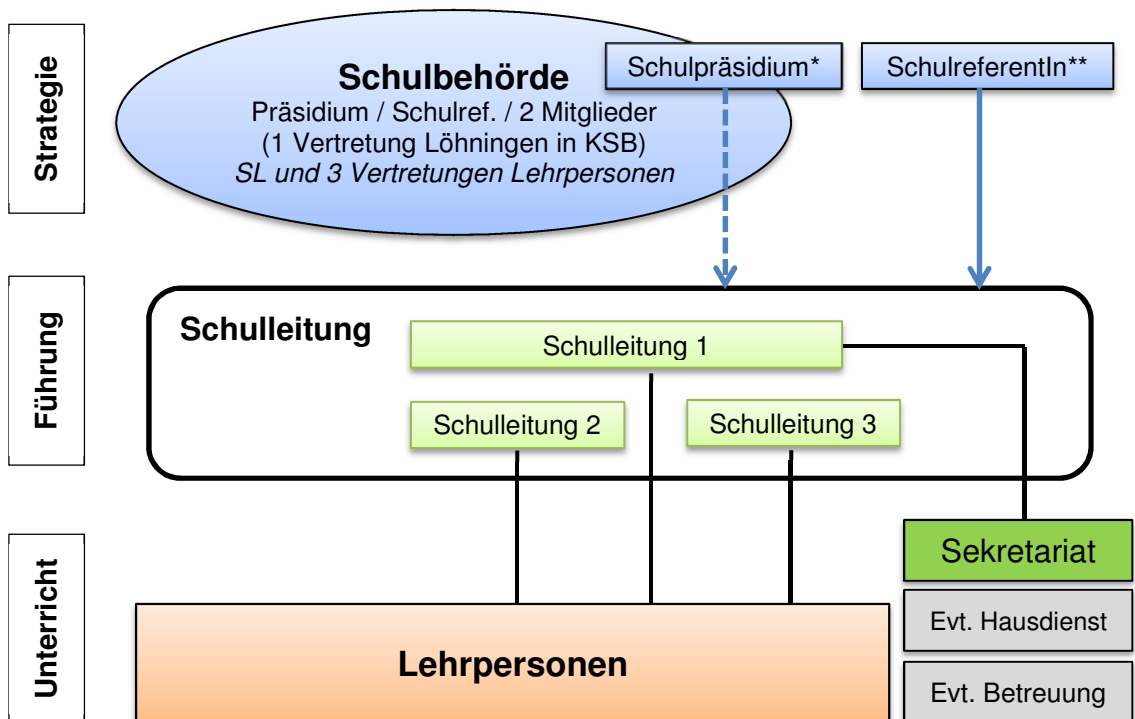 Strategie
Schulbehörde
Präsidium / Schulref. / 2 Mitglieder
(1 Vertretung Löhningen in KSB)
SL und 3 Vertretungen Lehrpersonen
Schulpräsidium*
SchulreferentIn**
Führung
Schulleitung
Schulleitung 1
Schulleitung 2
Schulleitung 3
Unterricht
Lehrpersonen
Sekretariat
Evt. Hausdienst
Evt. Betreuung